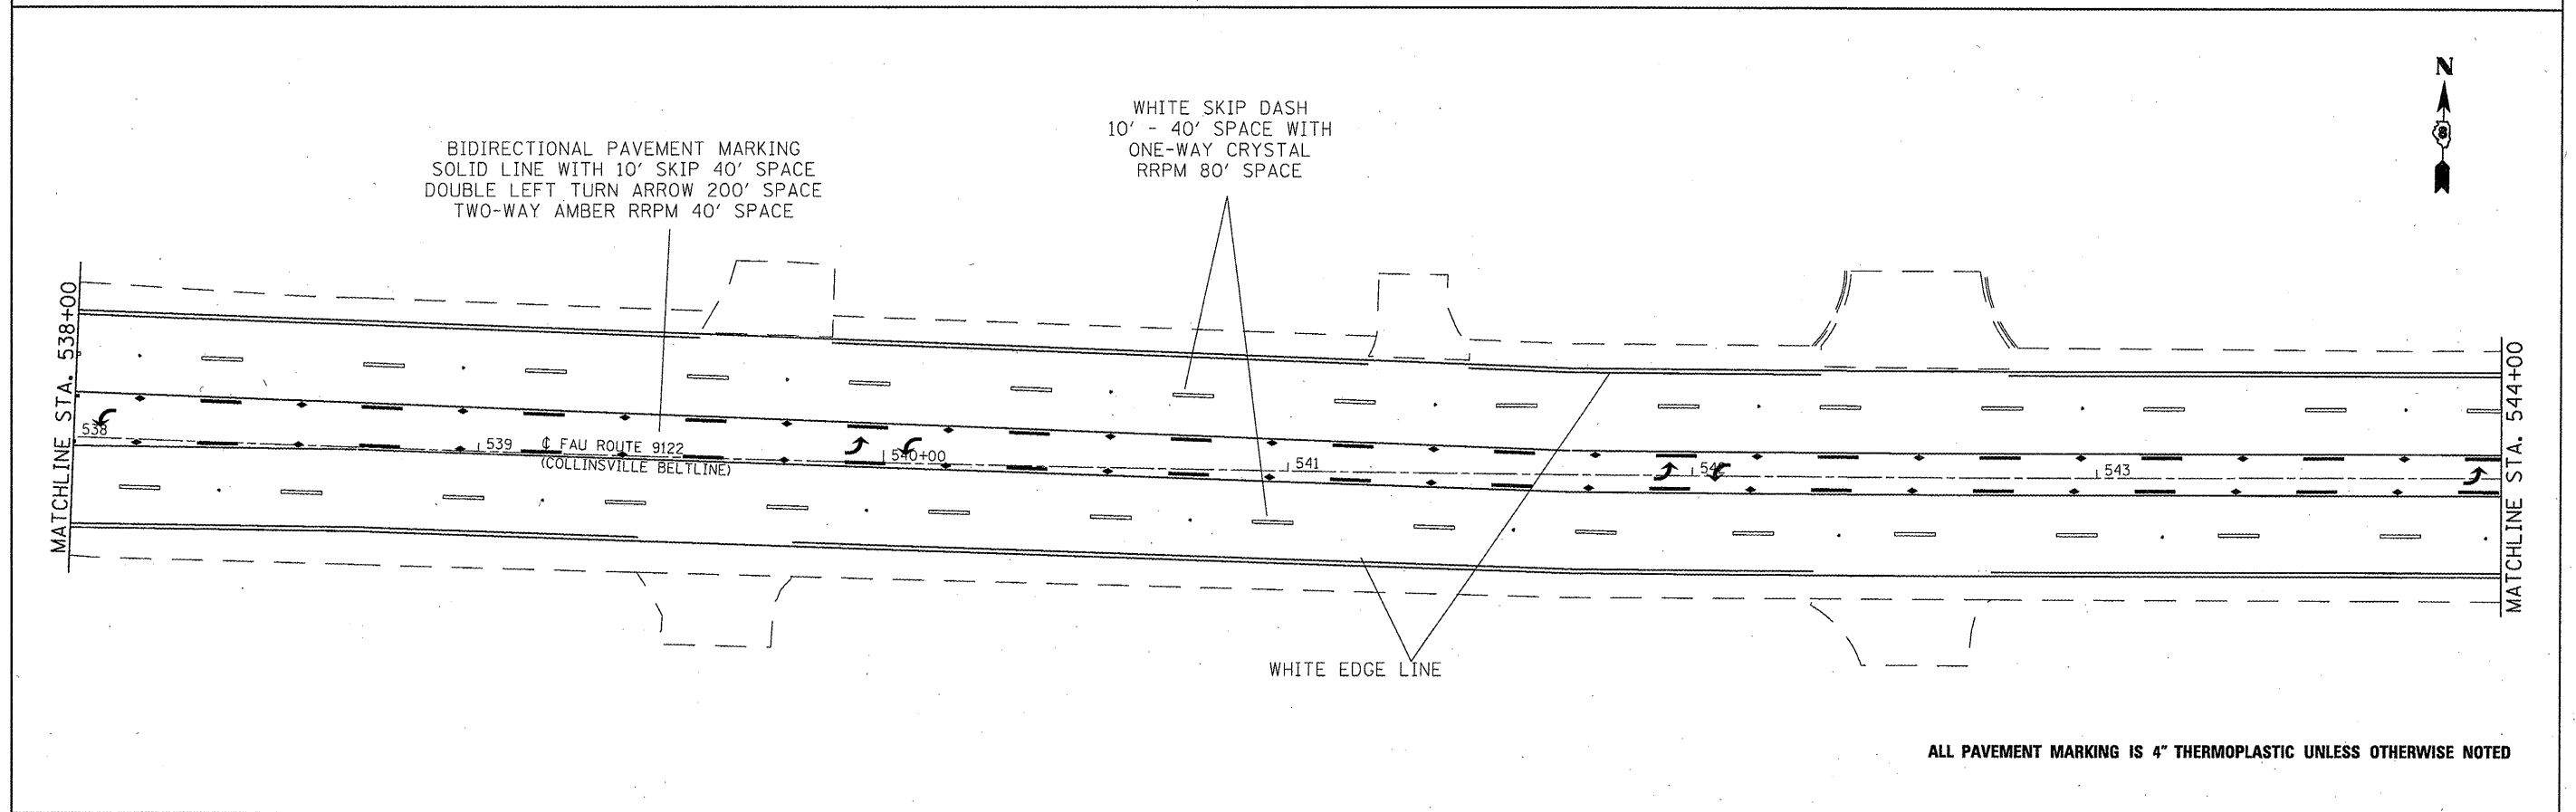 N
8
WHITE SKIP DASH
10' - 40' SPACE WITH
ONE-WAY CRYSTAL
RRPM 80' SPACE
BIDIRECTIONAL PAVEMENT MARKING
SOLID LINE WITH 10' SKIP 40' SPACE
DOUBLE LEFT TURN ARROW 200' SPACE
TWO-WAY AMBER RRPM 40' SPACE
MATCHLINE STA. 538+00
538
539
℄ FAU ROUTE 9122
(COLLINSVILLE BELTLINE)
540+00
541
542
543
MATCHLINE STA. 544+00
WHITE EDGE LINE
ALL PAVEMENT MARKING IS 4" THERMOPLASTIC UNLESS OTHERWISE NOTED